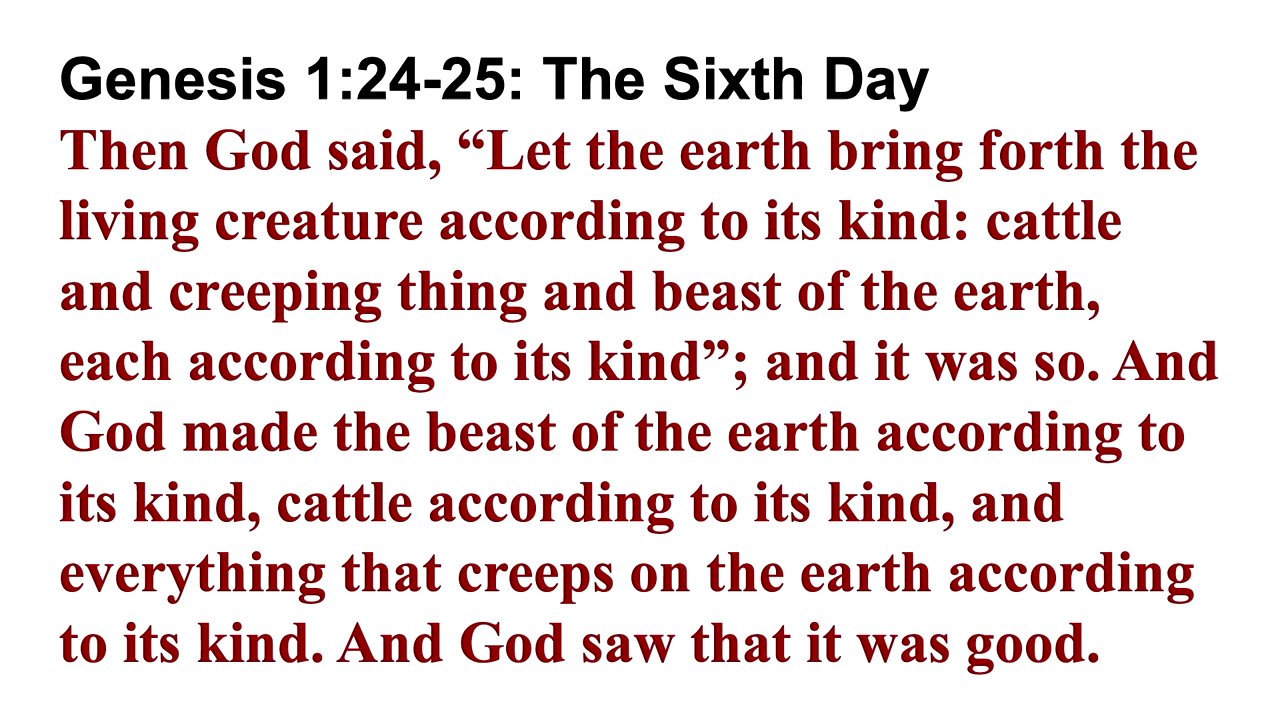 Genesis 1:24-25: The Sixth Day
Then God said, “Let the earth bring forth the
living creature according to its kind: cattle
and creeping thing and beast of the earth,
each according to its kind”; and it was so. And
God made the beast of the earth according to
its kind, cattle according to its kind, and
everything that creeps on the earth according
to its kind. And God saw that it was good.